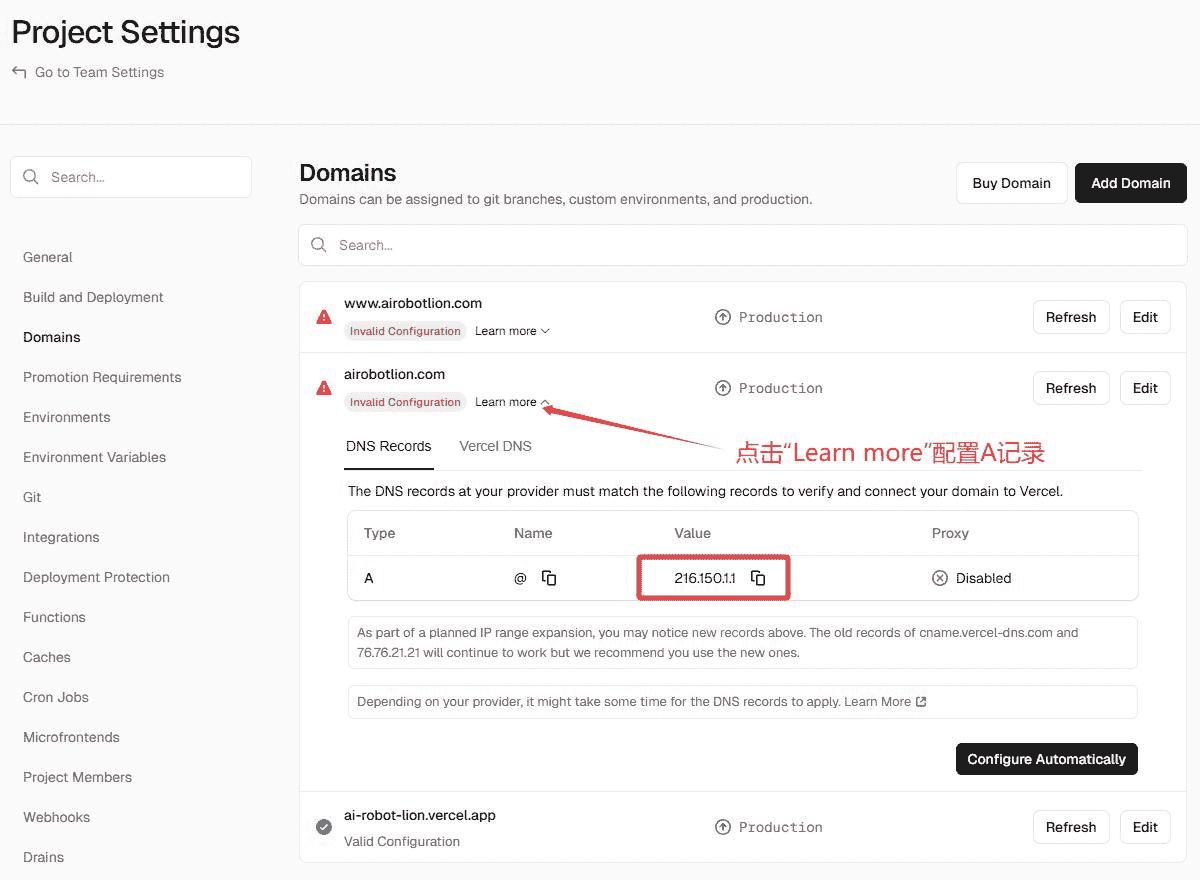 Project Settings
Go to Team Settings
Search...
General
Build and Deployment
Domains
Promotion Requirements
Environments
Environment Variables
Git
Integrations
Deployment Protection
Functions
Caches
Cron Jobs
Microfrontends
Project Members
Webhooks
Drains
Domains
Domains can be assigned to git branches, custom environments, and production.
Buy Domain
Add Domain
Search...
www.airobotlion.com
Invalid Configuration Learn more
Production
Refresh
Edit
airobotlion.com
Invalid Configuration Learn more
Production
Refresh
Edit
点击“Learn more”配置A记录
DNS Records Vercel DNS
The DNS records at your provider must match the following records to verify and connect your domain to Vercel.
Type Name Value Proxy
A @ 216.150.1.1 Disabled
As part of a planned IP range expansion, you may notice new records above. The old records of cname.vercel-dns.com and
76.76.21.21 will continue to work but we recommend you use the new ones.
Depending on your provider, it might take some time for the DNS records to apply. Learn More
Configure Automatically
ai-robot-lion.vercel.app
Valid Configuration
Production
Refresh
Edit